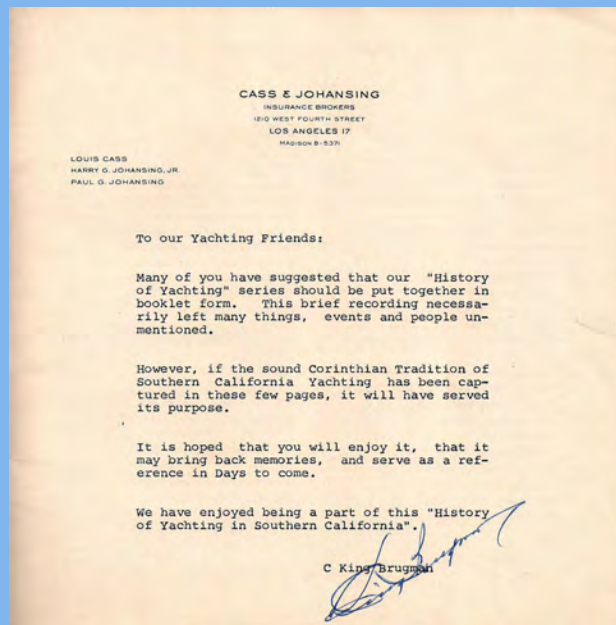 CASS & JOHANSING
INSURANCE BROKERS
1210 WEST FOURTH STREET
LOS ANGELES 17
MADISON 8-5371
LOUIS CASS
HARRY G. JOHANSING, JR.
PAUL G. JOHANSING
To our Yachting Friends:
Many of you have suggested that our "History
of Yachting" series should be put together in
booklet form. This brief recording necessa-
rily left many things, events and people un-
mentioned.
However, if the sound Corinthian Tradition of
Southern California Yachting has been cap-
tured in these few pages, it will have served
its purpose.
It is hoped that you will enjoy it, that it
may bring back memories, and serve as a ref-
erence in Days to come.
We have enjoyed being a part of this "History
of Yachting in Southern California".
C King Brugman
King Brugman